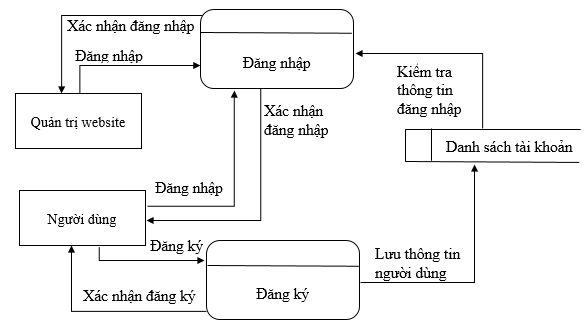 Xác nhận đăng nhập
Đăng nhập
Đăng nhập
Kiểm tra
thông tin
đăng nhập
Quản trị website
Xác nhận
đăng nhập
Danh sách tài khoản
Đăng nhập
Người dùng
Đăng ký
Lưu thông tin
người dùng
Xác nhận đăng ký
Đăng ký